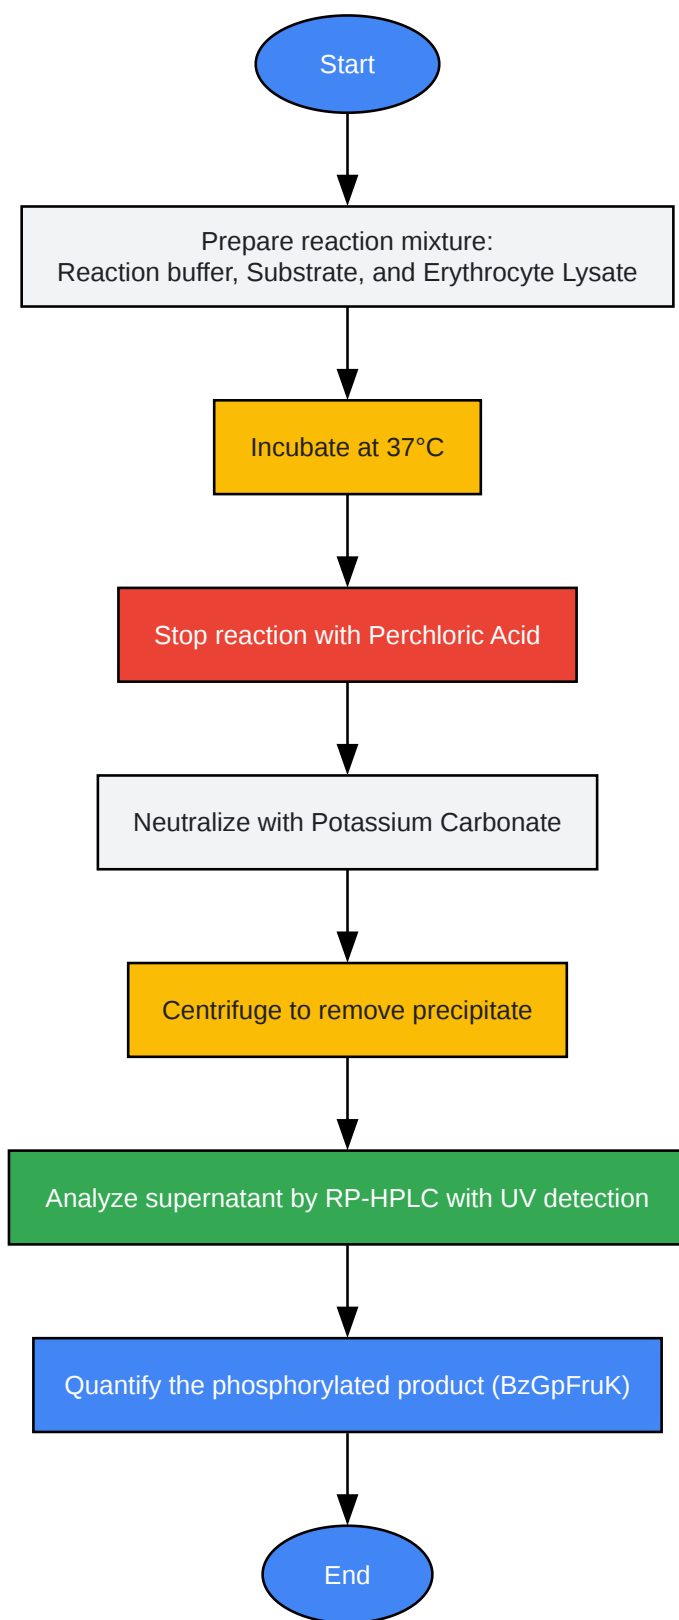 Start
Prepare reaction mixture:
Reaction buffer, Substrate, and Erythrocyte Lysate
Incubate at 37°C
Stop reaction with Perchloric Acid
Neutralize with Potassium Carbonate
Centrifuge to remove precipitate
Analyze supernatant by RP-HPLC with UV detection
Quantify the phosphorylated product (BzGpFruK)
End